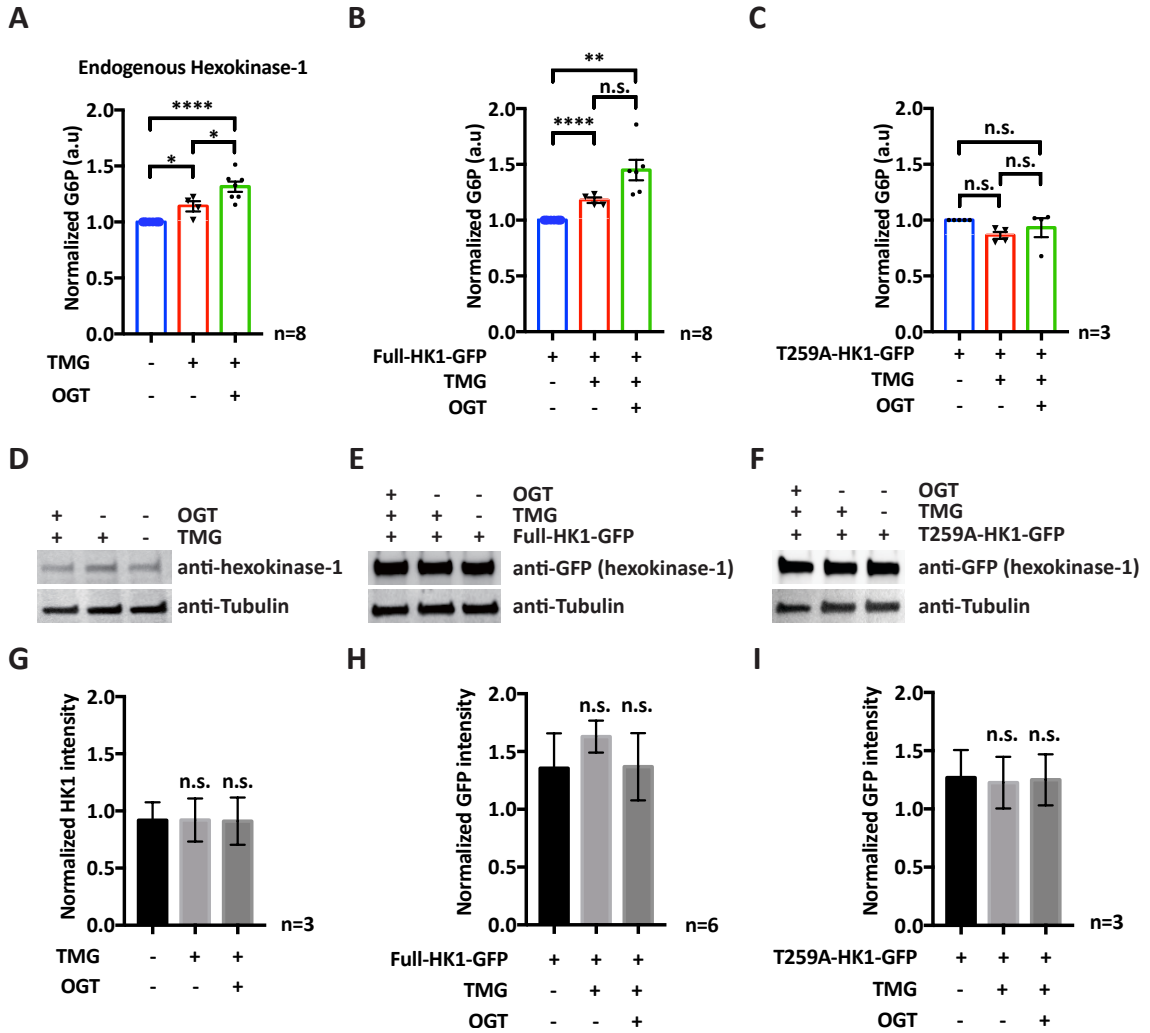 A
Endogenous Hexokinase-1
Normalized G6P (a.u)
2.0
1.5
1.0
0.5
0.0
****
*
*
n=8
TMG - + +
OGT - - +
B
Normalized G6P (a.u)
2.0
1.5
1.0
0.5
0.0
**
n.s.
****
n=8
Full-HK1-GFP + + +
TMG - + +
OGT - - +
C
Normalized G6P (a.u)
2.0
1.5
1.0
0.5
0.0
n.s.
n.s.
n.s.
n=3
T259A-HK1-GFP + + +
TMG - + +
OGT - - +
D
+ - - OGT
+ + - TMG
anti-hexokinase-1
anti-Tubulin
E
+ - - OGT
+ + - TMG
+ + + Full-HK1-GFP
anti-GFP (hexokinase-1)
anti-Tubulin
F
+ - - OGT
+ + - TMG
+ + + T259A-HK1-GFP
anti-GFP (hexokinase-1)
anti-Tubulin
G
Normalized HK1 intensity
2.0
1.5
1.0
0.5
0.0
n.s. n.s.
n=3
TMG - + +
OGT - - +
H
Normalized GFP intensity
2.0
1.5
1.0
0.5
0.0
n.s. n.s.
n=6
Full-HK1-GFP + + +
TMG - + +
OGT - - +
I
Normalized GFP intensity
2.0
1.5
1.0
0.5
0.0
n.s. n.s.
n=3
T259A-HK1-GFP + + +
TMG - + +
OGT - - +